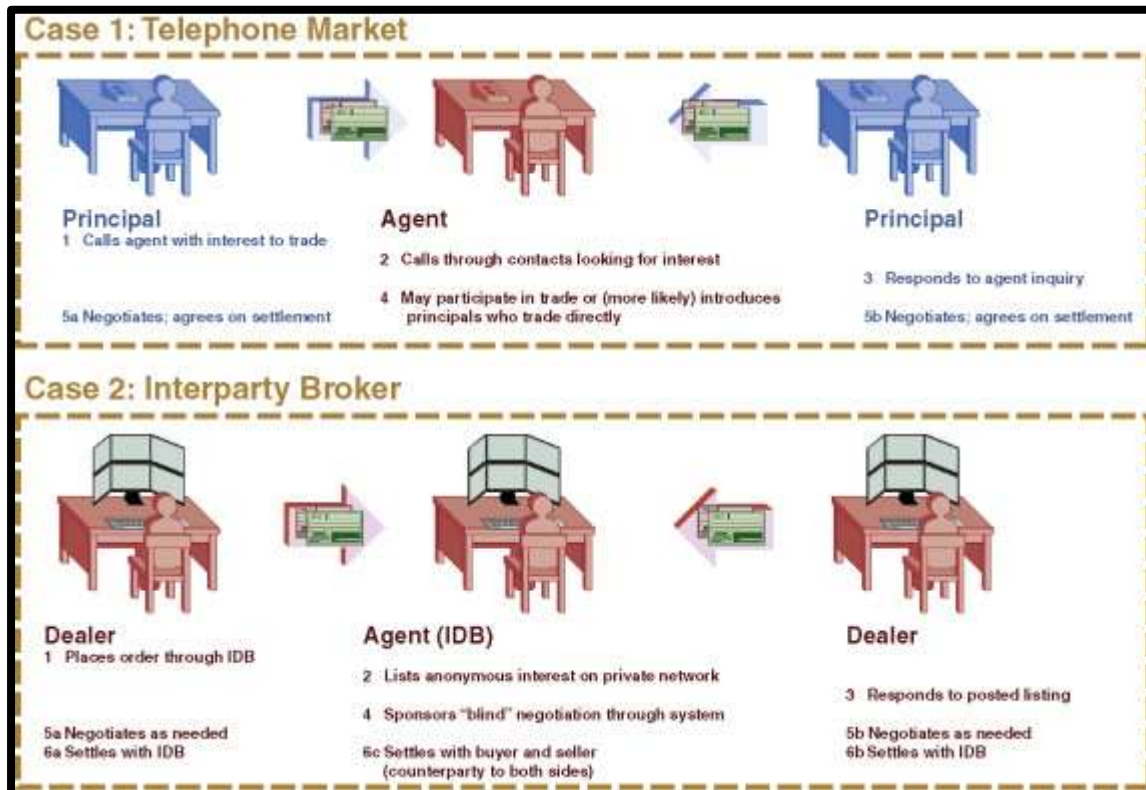 Case 1: Telephone Market
Principal
1 Calls agent with interest to trade
5a Negotiates; agrees on settlement
Agent
2 Calls through contacts looking for interest
4 May participate in trade or (more likely) introduces
principals who trade directly
Principal
3 Responds to agent inquiry
5b Negotiates; agrees on settlement
Case 2: Interparty Broker
Dealer
1 Places order through IDB
5a Negotiates as needed
6a Settles with IDB
Agent (IDB)
2 Lists anonymous interest on private network
4 Sponsors “blind” negotiation through system
6c Settles with buyer and seller
(counterparty to both sides)
Dealer
3 Responds to posted listing
5b Negotiates as needed
6b Settles with IDB